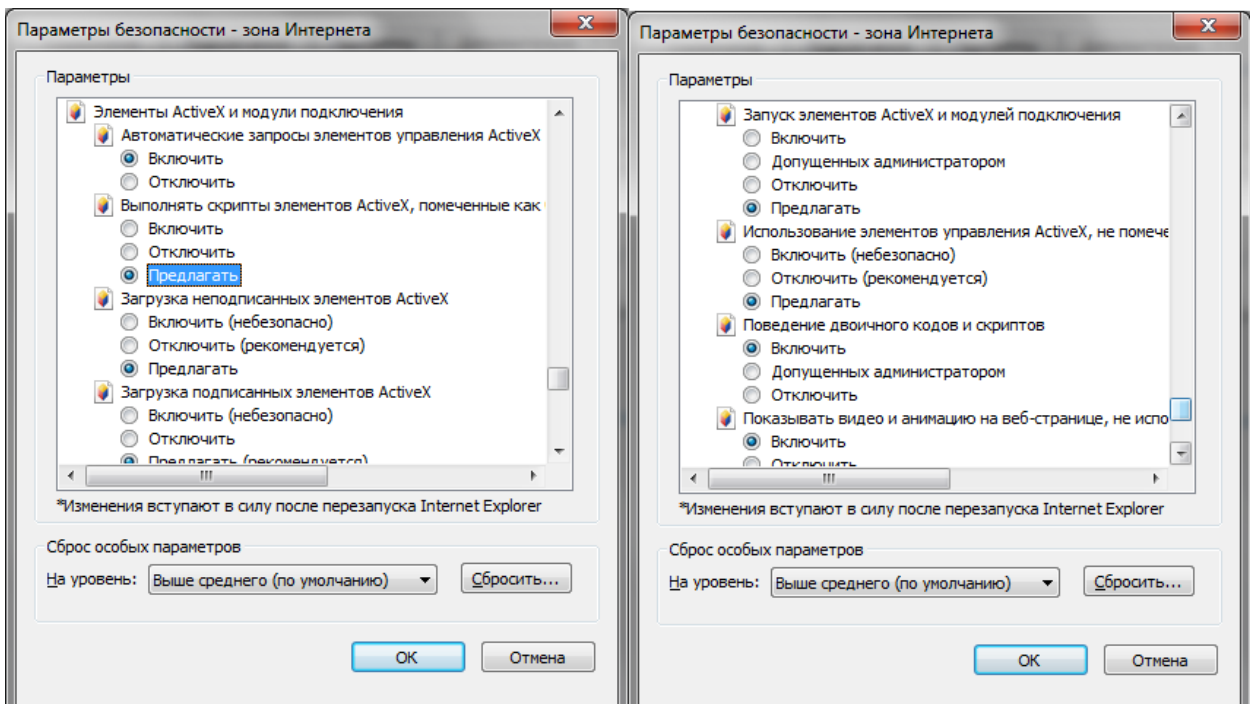 Параметры безопасности - зона Интернета
Параметры
Элементы ActiveX и модули подключения
Автоматические запросы элементов управления ActiveX
Включить
Отключить
Выполнять скрипты элементов ActiveX, помеченные как
Включить
Отключить
Предлагать
Загрузка неподписанных элементов ActiveX
Включить (небезопасно)
Отключить (рекомендуется)
Предлагать
Загрузка подписанных элементов ActiveX
Включить (небезопасно)
Отключить
Предлагать (рекомендуется)
*Изменения вступают в силу после перезапуска Internet Explorer
Сброс особых параметров
На уровень: Выше среднего (по умолчанию) Сбросить...
ОК Отмена
Параметры безопасности - зона Интернета
Параметры
Запуск элементов ActiveX и модулей подключения
Включить
Допущенных администратором
Отключить
Предлагать
Использование элементов управления ActiveX, не помече
Включить (небезопасно)
Отключить (рекомендуется)
Предлагать
Поведение двоичного кодов и скриптов
Включить
Допущенных администратором
Отключить
Показывать видео и анимацию на веб-странице, не испо
Включить
Отключить
*Изменения вступают в силу после перезапуска Internet Explorer
Сброс особых параметров
На уровень: Выше среднего (по умолчанию) Сбросить...
ОК Отмена